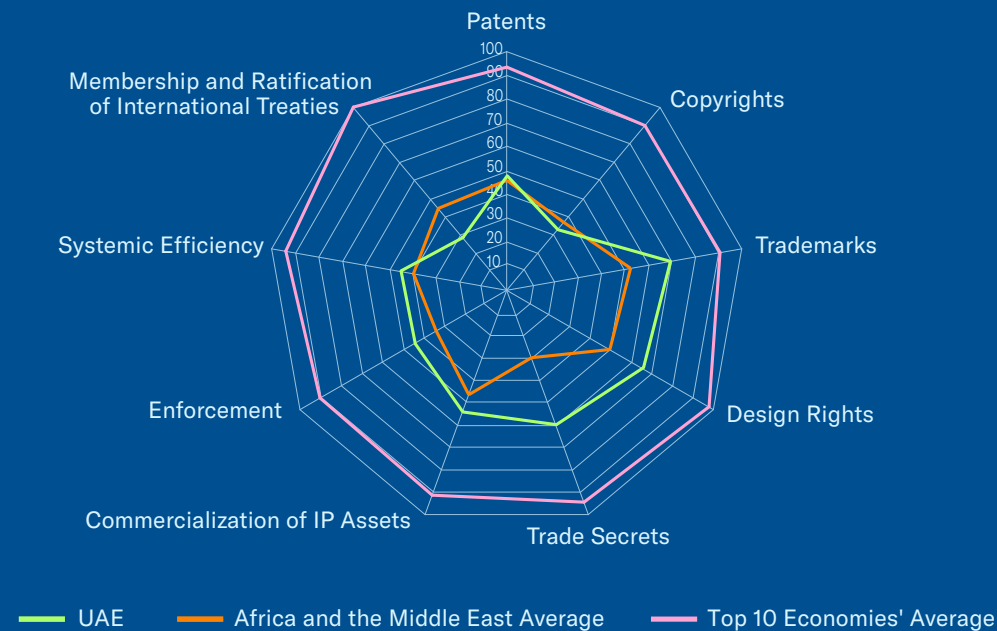 Patents
100
90
80
70
60
50
40
30
20
10
Membership and Ratification
of International Treaties
Copyrights
Systemic Efficiency
Trademarks
Enforcement
Design Rights
Commercialization of IP Assets
Trade Secrets
UAE
Africa and the Middle East Average
Top 10 Economies' Average